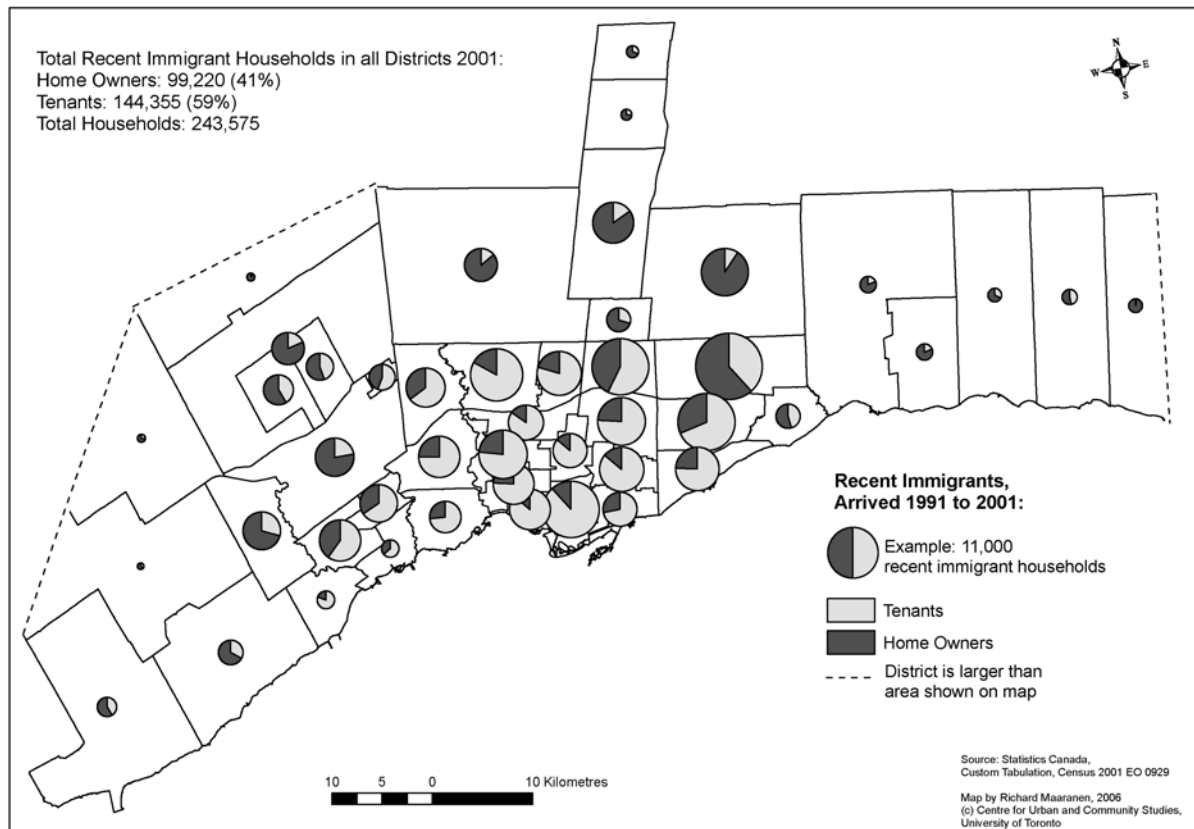 Total Recent Immigrant Households in all Districts 2001:
Home Owners: 99,220 (41%)
Tenants: 144,355 (59%)
Total Households: 243,575
N
W E
S
Recent Immigrants,
Arrived 1991 to 2001:
Example: 11,000
recent immigrant households
Tenants
Home Owners
District is larger than
area shown on map
10 5 0 10 Kilometres
Source: Statistics Canada,
Custom Tabulation, Census 2001 EO 0929
Map by Richard Maaranen, 2006
(c) Centre for Urban and Community Studies,
University of Toronto